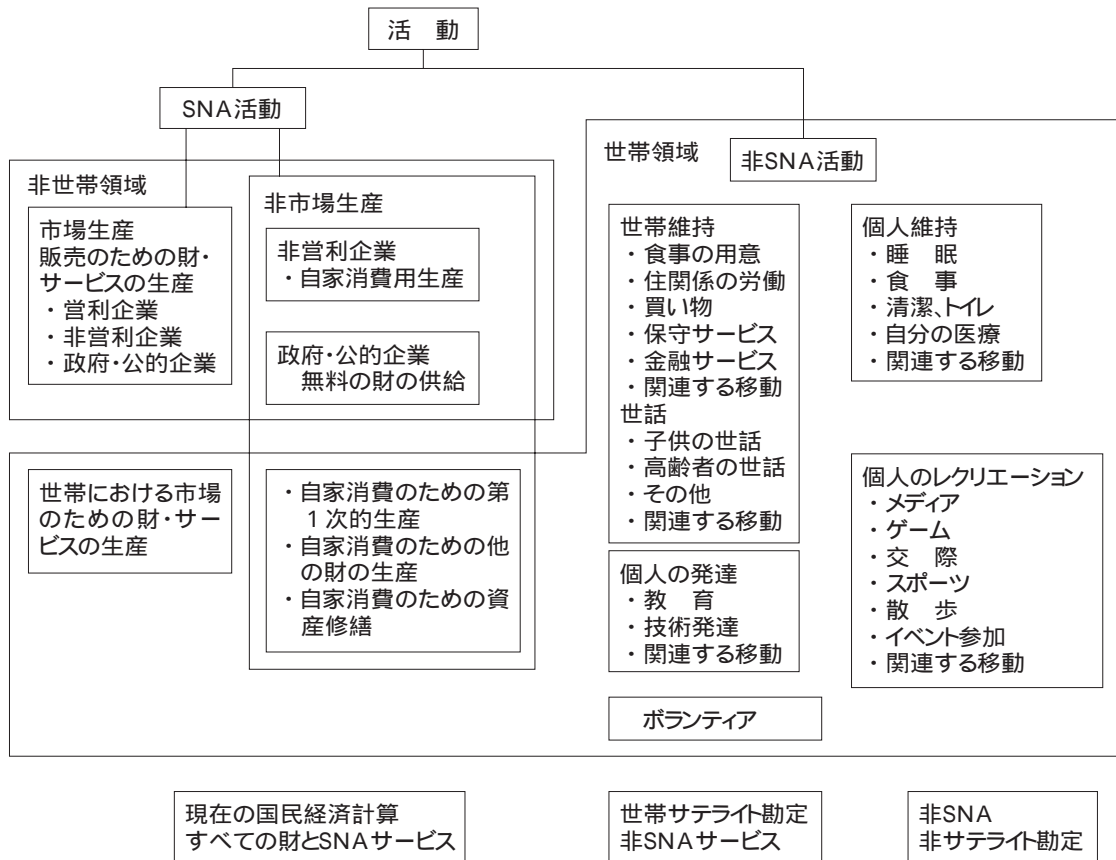 活　動
SNA活動
世帯領域
非SNA活動
非世帯領域
市場生産
販売のための財・
サービスの生産
・営利企業
・非営利企業
・政府・公的企業
非市場生産
非営利企業
・自家消費用生産
政府・公的企業
無料の財の供給
世帯における市場
のための財・サー
ビスの生産
・自家消費のための第
１次的生産
・自家消費のための他
の財の生産
・自家消費のための資
産修繕
世帯維持
・食事の用意
・住関係の労働
・買い物
・保守サービス
・金融サービス
・関連する移動
世話
・子供の世話
・高齢者の世話
・その他
・関連する移動
個人の発達
・教　育
・技術発達
・関連する移動
ボランティア
個人維持
・睡　眠
・食　事
・清潔、トイレ
・自分の医療
・関連する移動
個人のレクリエーション
・メディア
・ゲーム
・交　際
・スポーツ
・散　歩
・イベント参加
・関連する移動
現在の国民経済計算
すべての財とSNAサービス
世帯サテライト勘定
非SNAサービス
非SNA
非サテライト勘定